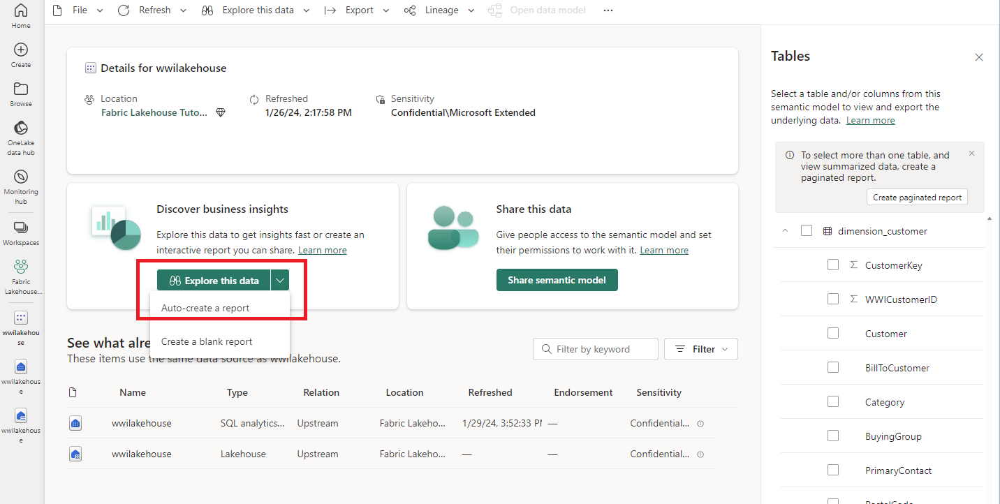 File
Refresh
Explore this data
Export
Lineage
Open data model
Home
Create
Browse
OneLake
data hub
Monitoring
hub
Workspaces
Fabric
Lakehouse...
wwilakehou
se
wwilakehous
e
wwilakehous
e
Details for wwilakehouse
Location
Fabric Lakehouse Tuto...
Refreshed
1/26/24, 2:17:58 PM
Sensitivity
Confidential\Microsoft Extended
Discover business insights
Explore this data to get insights fast or create an
interactive report you can share. Learn more
Explore this data
Auto-create a report
Create a blank report
Share this data
Give people access to the semantic model and set
their permissions to work with it. Learn more
Share semantic model
See what alre
These items use the same data source as wwilakehouse.
Filter by keyword
Filter
Name Type Relation Location Refreshed Endorsement Sensitivity
wwilakehouse SQL analytics... Upstream Fabric Lakeho... 1/29/24, 3:52:33 PM — Confidential...
wwilakehouse Lakehouse Upstream Fabric Lakeho... — — Confidential...
Tables
Select a table and/or columns from this
semantic model to view and export the
underlying data. Learn more
To select more than one table, and
view summarized data, create a
paginated report.
Create paginated report
dimension_customer
CustomerKey
WWICustomerID
Customer
BillToCustomer
Category
BuyingGroup
PrimaryContact
PostalCode